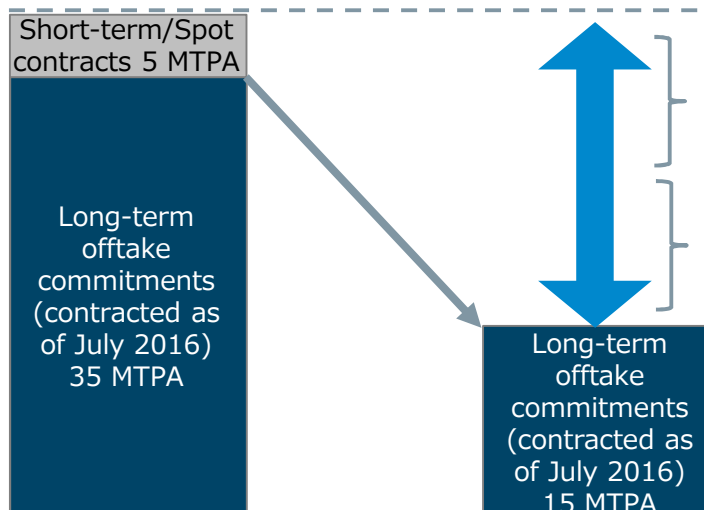 Short-term/Spot
contracts 5 MTPA
Long-term
offtake
commitments
(contracted as
of July 2016)
35 MTPA
Long-term
offtake
commitments
(contracted as
of July 2016)
15 MTPA